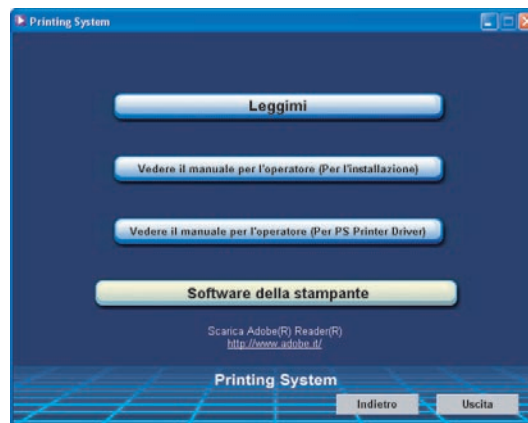 Printing System
Leggimi
Vedere il manuale per l'operatore (Per l'installazione)
Vedere il manuale per l'operatore (Per PS Printer Driver)
Software della stampante
Scarica Adobe(R) Reader(R)
http://www.adobe.it/
Printing System
Indietro
Uscita